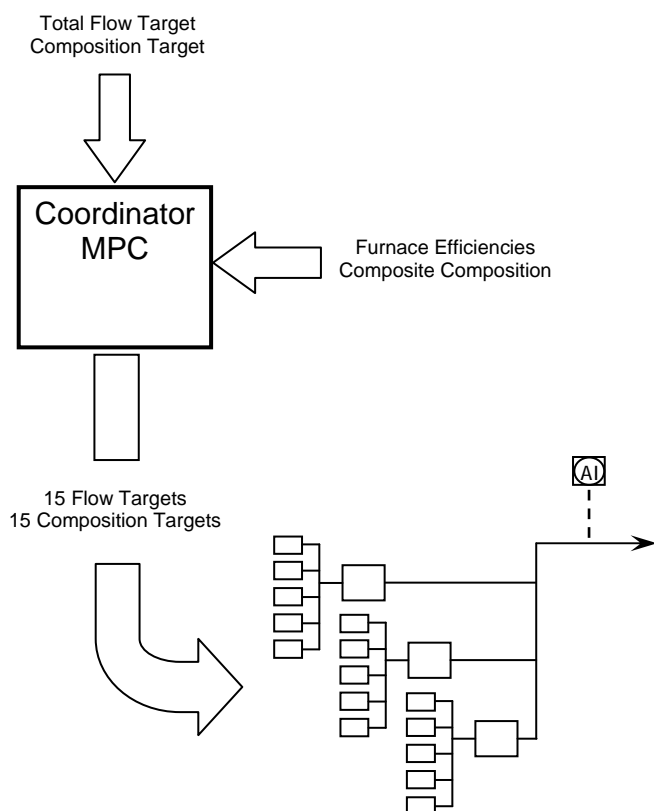 Total Flow Target
Composition Target
Coordinator
MPC
Furnace Efficiencies
Composite Composition
15 Flow Targets
15 Composition Targets
AI